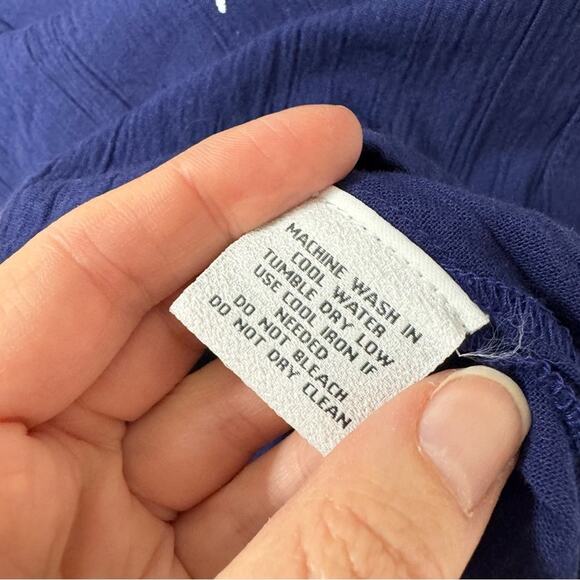 MACHINE WASH IN
COOL WATER
TUMBLE DRY LOW
USE COOL IRON IF
NEEDED
DO NOT BLEACH
DO NOT DRY CLEAN